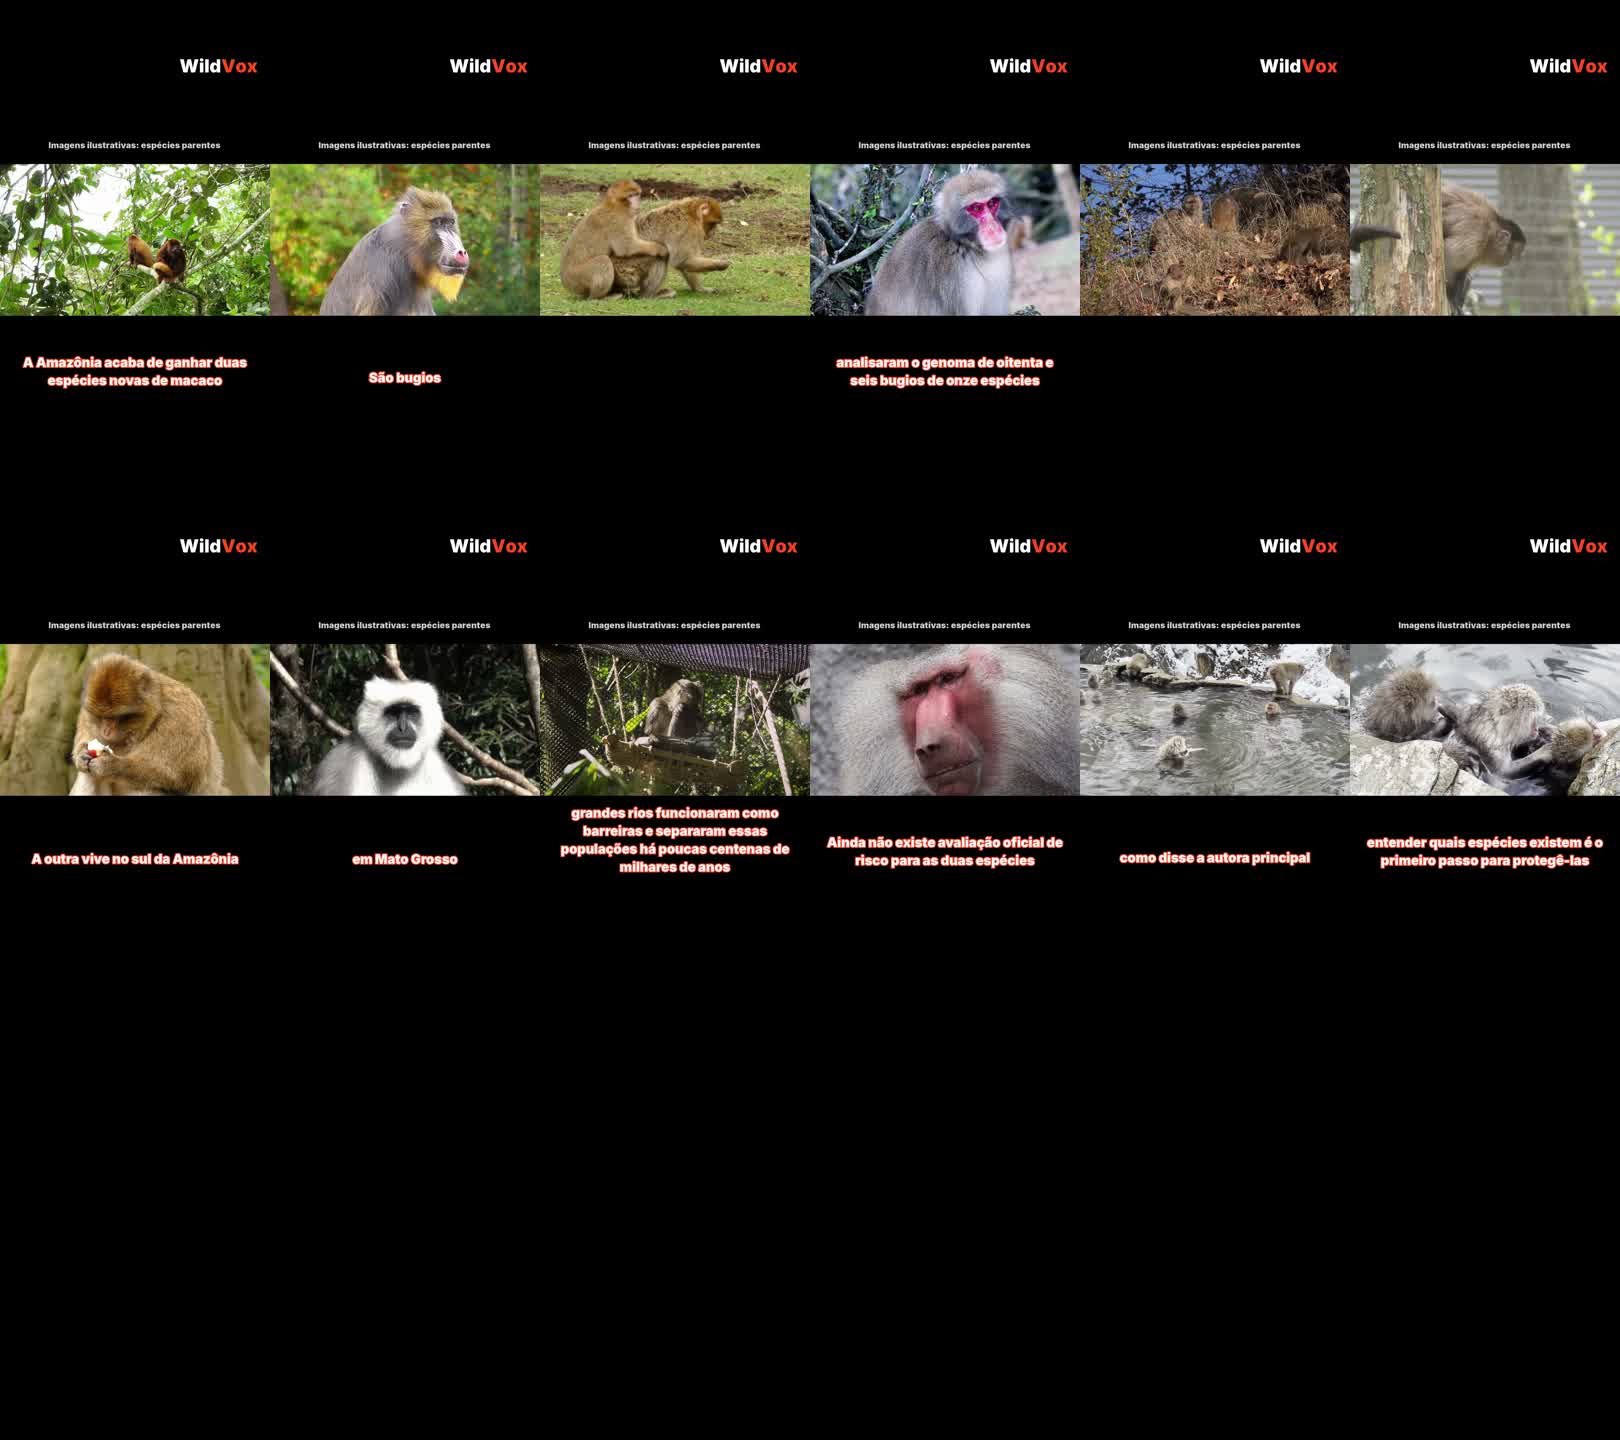 WildVox
WildVox
WildVox
WildVox
WildVox
WildVox
Imagens ilustrativas: espécies parentes
Imagens ilustrativas: espécies parentes
Imagens ilustrativas: espécies parentes
Imagens ilustrativas: espécies parentes
Imagens ilustrativas: espécies parentes
Imagens ilustrativas: espécies parentes
A Amazônia acaba de ganhar duas
espécies novas de macaco
São bugios
analisaram o genoma de oitenta e
seis bugios de onze espécies
WildVox
WildVox
WildVox
WildVox
WildVox
WildVox
Imagens ilustrativas: espécies parentes
Imagens ilustrativas: espécies parentes
Imagens ilustrativas: espécies parentes
Imagens ilustrativas: espécies parentes
Imagens ilustrativas: espécies parentes
Imagens ilustrativas: espécies parentes
A outra vive no sul da Amazônia
em Mato Grosso
grandes rios funcionaram como
barreiras e separaram essas
populações há poucas centenas de
milhares de anos
Ainda não existe avaliação oficial de
risco para as duas espécies
como disse a autora principal
entender quais espécies existem é o
primeiro passo para protegê-las